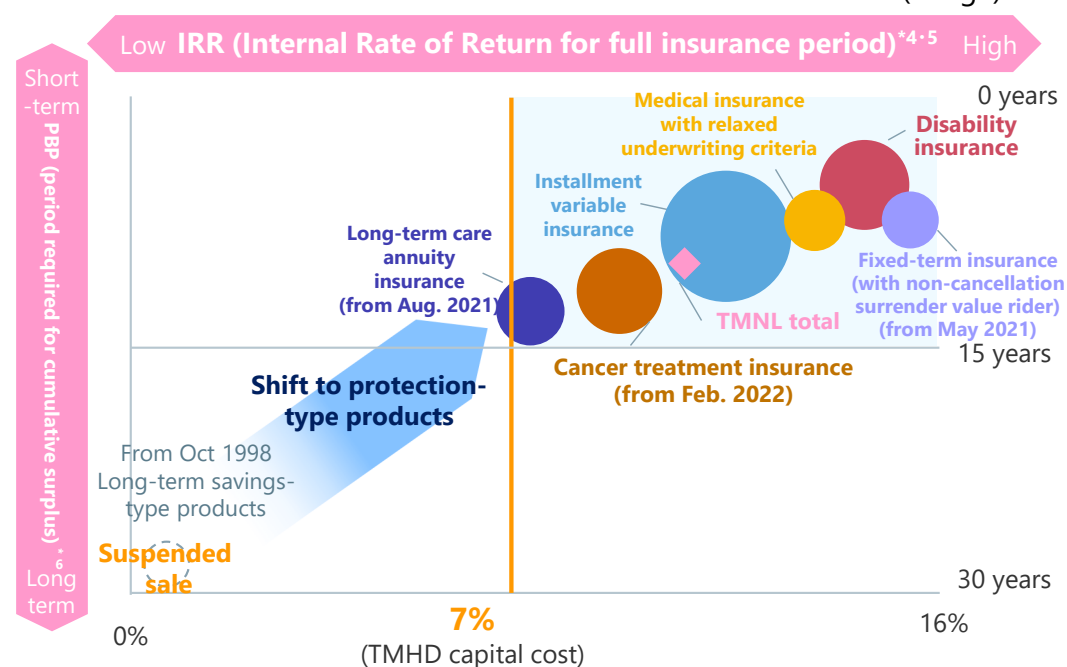 Low IRR (Internal Rate of Return for full insurance period)*4・5 High
Short
-term
PBP (period required for cumulative surplus)*6
Long
term
0 years
Medical insurance
with relaxed
underwriting criteria
Disability
insurance
Installment
variable
insurance
Long-term care
annuity
insurance
(from Aug. 2021)
Fixed-term insurance
(with non-cancellation
surrender value rider)
(from May 2021)
TMNL total
15 years
Cancer treatment insurance
(from Feb. 2022)
Shift to protection-
type products
From Oct 1998
Long-term savings-
type products
Suspended
sale
30 years
0%
7%
(TMHD capital cost)
16%